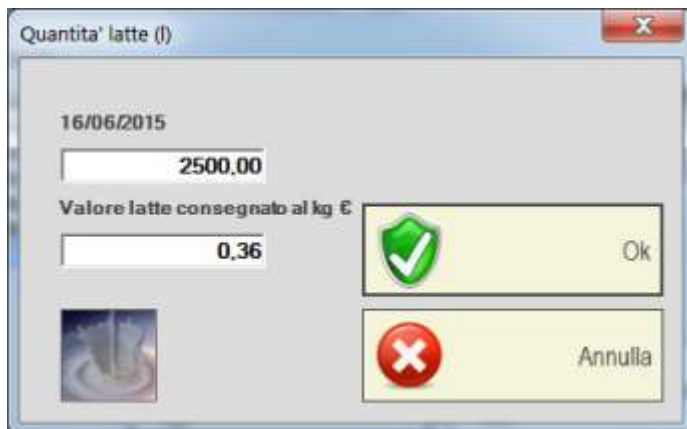 Quantita' latte (l)
16/06/2015
2500,00
Valore latte consegnato al kg €
0,36
Ok
Annulla